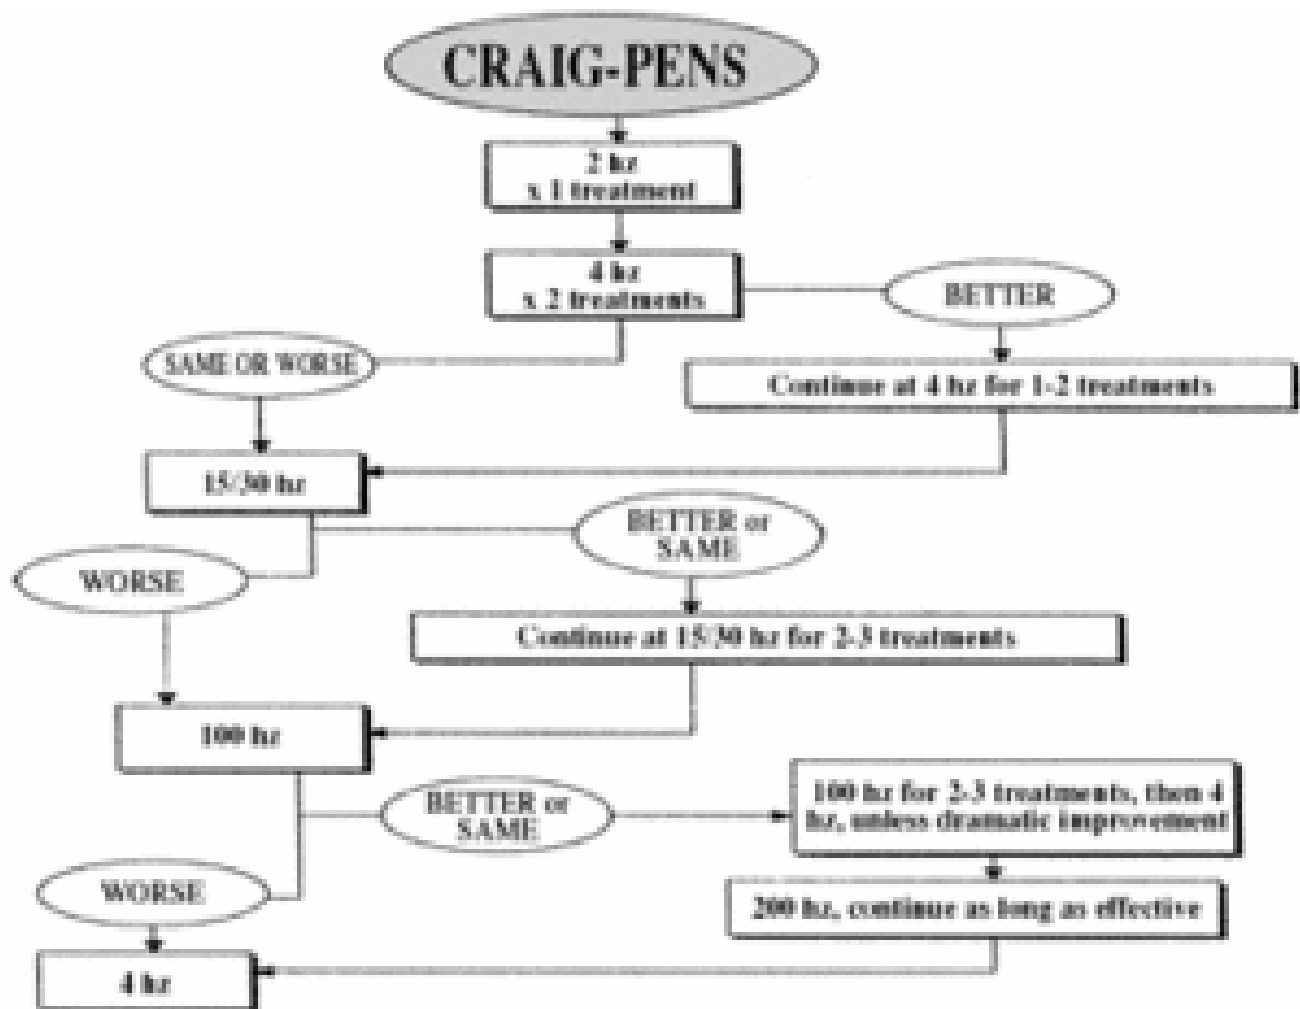 CRAIG-PENS
2 hz
x 1 treatment
4 hz
x 2 treatments
BETTER
SAME OR WORSE
Continue at 4 hz for 1-2 treatments
15/30 hz
BETTER or
SAME
WORSE
Continue at 15/30 hz for 2-3 treatments
100 hz
BETTER or
SAME
100 hz for 2-3 treatments, then 4
hz, unless dramatic improvement
WORSE
200 hz, continue as long as effective
4 hz